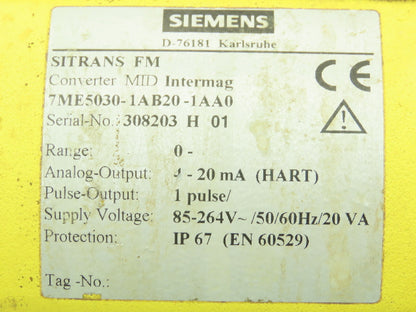 SIEMENS
D-76181 Karlsruhe
SITRANS FM
Converter MID Intermag
7ME5030-1AB20-1AA0
Serial-No. 308203 H 01
CE
Range: 0 -
Analog-Output: 4 - 20 mA (HART)
Pulse-Output: 1 pulse/
Supply Voltage: 85-264V~ /50/60Hz/20 VA
Protection: IP 67 (EN 60529)
Tag -No.: